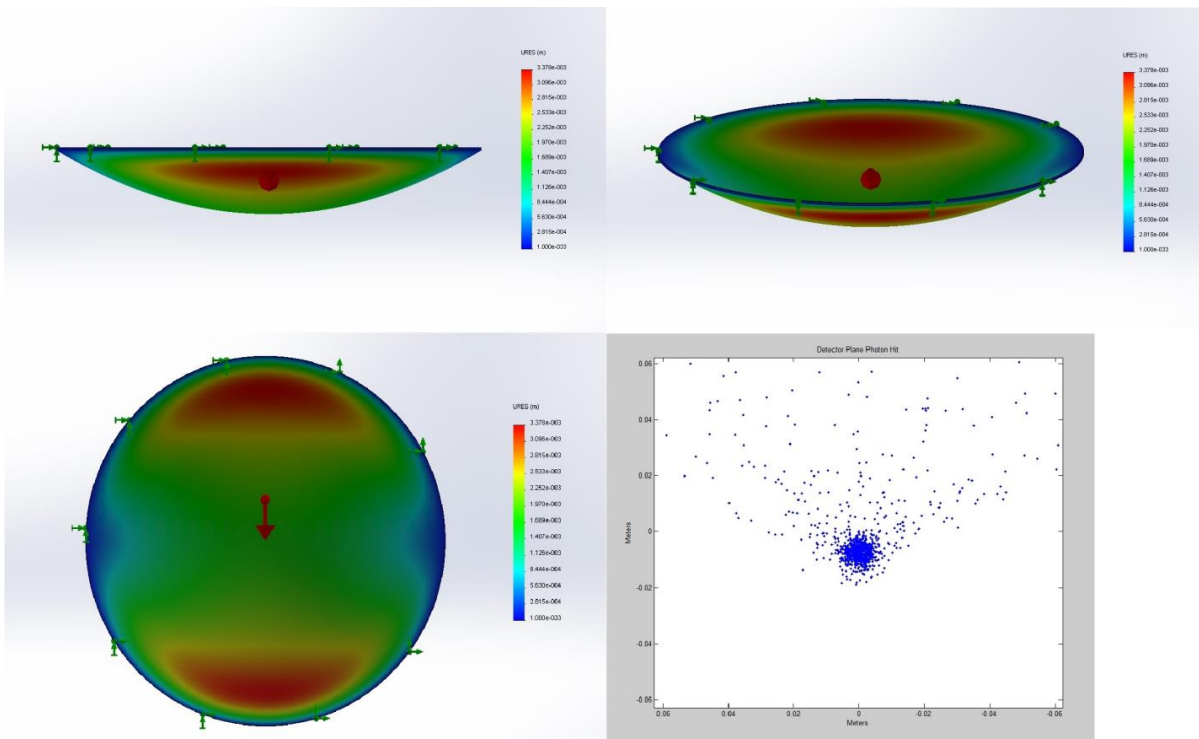 URES (m)
3.378e-003
3.096e-003
2.815e-003
2.533e-003
2.252e-003
1.970e-003
1.689e-003
1.407e-003
1.126e-003
8.444e-004
5.630e-004
2.815e-004
1.000e-033
URES (m)
3.378e-003
3.096e-003
2.815e-003
2.533e-003
2.252e-003
1.970e-003
1.689e-003
1.407e-003
1.126e-003
8.444e-004
5.630e-004
2.815e-004
1.000e-033
URES (m)
3.378e-003
3.096e-003
2.815e-003
2.533e-003
2.252e-003
1.970e-003
1.689e-003
1.407e-003
1.126e-003
8.444e-004
5.630e-004
2.815e-004
1.000e-033
Detector Plane Photon Hit
0.06
0.04
0.02
0
-0.02
-0.04
-0.06
Meters
0.06 0.04 0.02 0 -0.02 -0.04 -0.06
Meters